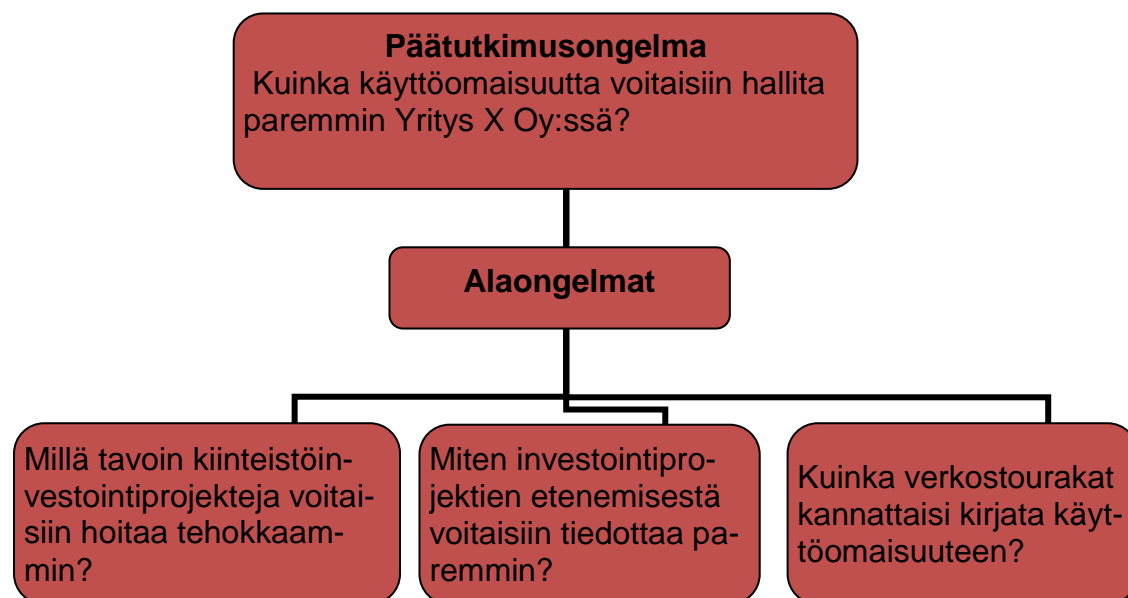 Päätutkimusongelma
Kuinka käyttöomaisuutta voitaisiin hallita
paremmin Yritys X Oy:ssä?
Alaongelmat
Millä tavoin kiinteistöin-
vestointiprojekteja voitai-
siin hoitaa tehokkaam-
min?
Miten investointipro-
jektien etenemisestä
voitaisiin tiedottaa pa-
remmin?
Kuinka verkostourakat
kannattaisi kirjata käyt-
töomaisuuteen?